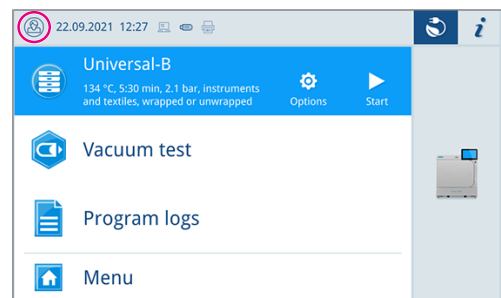 22.09.2021 12:27
i
Universal-B
134 °C, 5:30 min, 2.1 bar, instruments
and textiles, wrapped or unwrapped
Options
Start
Vacuum test
Program logs
Menu